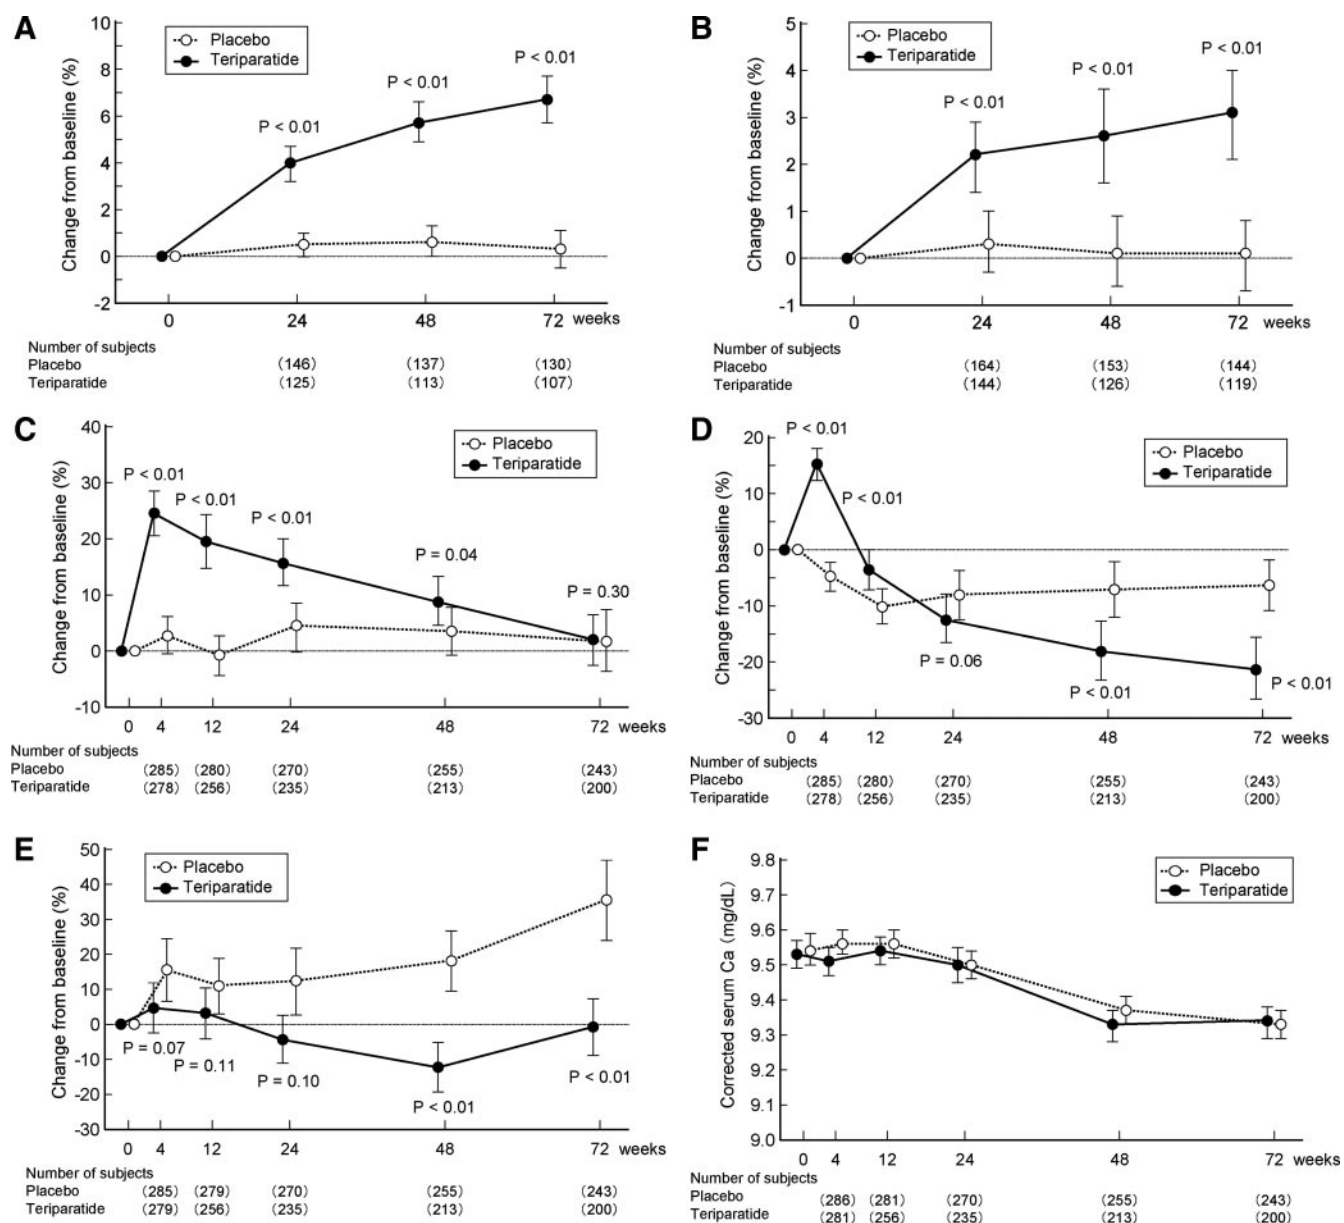 A
Placebo
Teriparatide
Change from baseline (%)
10
8
6
4
2
0
-2
P < 0.01
P < 0.01
P < 0.01
0 24 48 72 weeks
Number of subjects
Placebo (146) (137) (130)
Teriparatide (125) (113) (107)
B
Placebo
Teriparatide
Change from baseline (%)
5
4
3
2
1
0
-1
P < 0.01
P < 0.01
P < 0.01
0 24 48 72 weeks
Number of subjects
Placebo (164) (153) (144)
Teriparatide (144) (126) (119)
C
Placebo
Teriparatide
Change from baseline (%)
40
30
20
10
0
-10
P < 0.01
P < 0.01
P < 0.01
P = 0.04
P = 0.30
0 4 12 24 48 72 weeks
Number of subjects
Placebo (285) (280) (270) (255) (243)
Teriparatide (278) (256) (235) (213) (200)
D
Placebo
Teriparatide
Change from baseline (%)
20
10
0
-10
-20
-30
P < 0.01
P < 0.01
P = 0.06
P < 0.01
P < 0.01
0 4 12 24 48 72 weeks
Number of subjects
Placebo (285) (280) (270) (255) (243)
Teriparatide (278) (256) (235) (213) (200)
E
Placebo
Teriparatide
Change from baseline (%)
50
40
30
20
10
0
-10
-20
-30
P = 0.07
P = 0.11
P = 0.10
P < 0.01
P < 0.01
0 4 12 24 48 72 weeks
Number of subjects
Placebo (285) (279) (270) (255) (243)
Teriparatide (279) (256) (235) (213) (200)
F
Placebo
Teriparatide
Corrected serum Ca (mg/dL)
9.8
9.7
9.6
9.5
9.4
9.3
9.2
9.1
9.0
0 4 12 24 48 72 weeks
Number of subjects
Placebo (286) (281) (270) (255) (243)
Teriparatide (281) (256) (235) (213) (200)